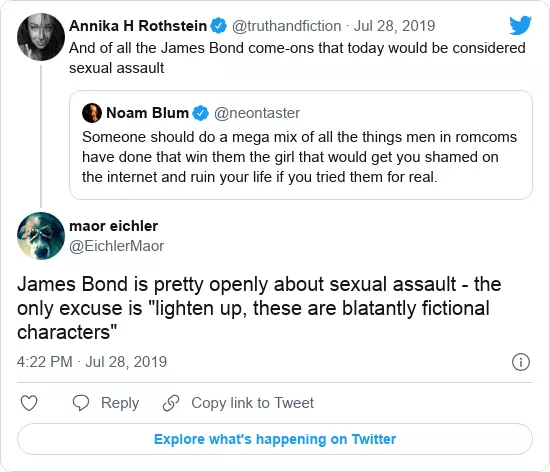 Annika H Rothstein @truthandfiction · Jul 28, 2019
And of all the James Bond come-ons that today would be considered
sexual assault
Noam Blum @neontaster
Someone should do a mega mix of all the things men in romcoms
have done that win them the girl that would get you shamed on
the internet and ruin your life if you tried them for real.
maor eichler
@EichlerMaor
James Bond is pretty openly about sexual assault - the
only excuse is "lighten up, these are blatantly fictional
characters"
4:22 PM · Jul 28, 2019
Reply Copy link to Tweet
Explore what's happening on Twitter